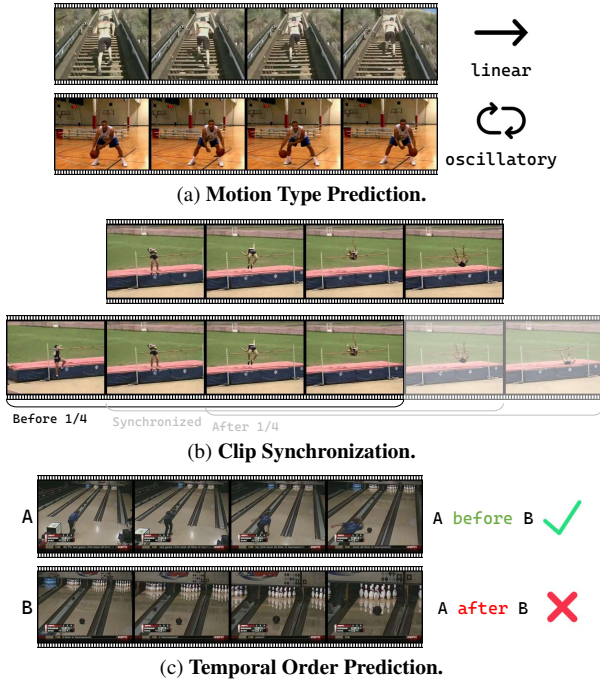 linear
oscillatory
(a) Motion Type Prediction.
Before 1/4
Synchronized
After 1/4
(b) Clip Synchronization.
A
A before B
B
A after B
(c) Temporal Order Prediction.